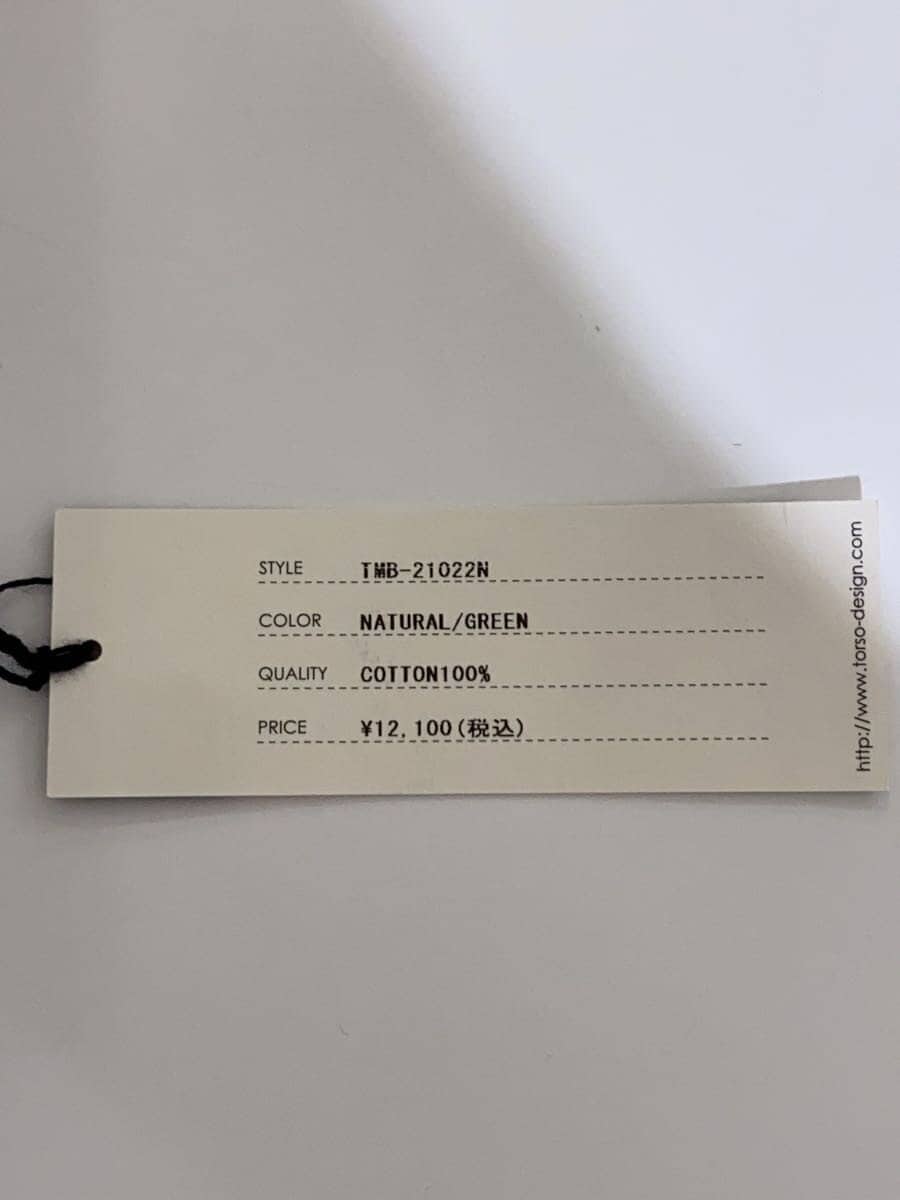 STYLE TMB-21022N
COLOR NATURAL/GREEN
QUALITY COTTON100%
PRICE ¥12,100(税込)
http://www.torso-design.com